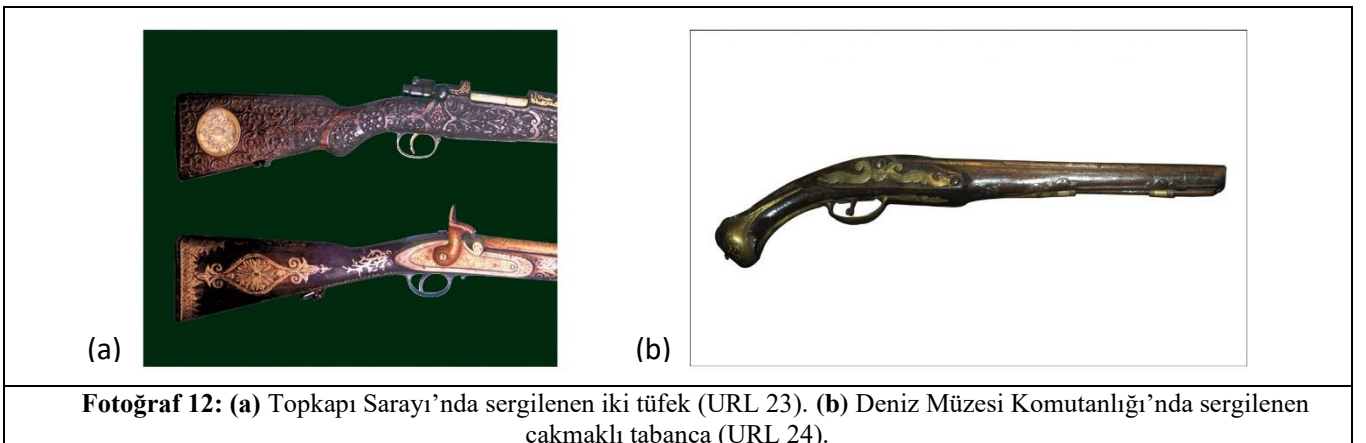 (a)
(b)
Fotoğraf 12: (a) Topkapı Sarayı’nda sergilenen iki tüfek (URL 23). (b) Deniz Müzesi Komutanlığı’nda sergilenen
çakmaklı tabanca (URL 24).